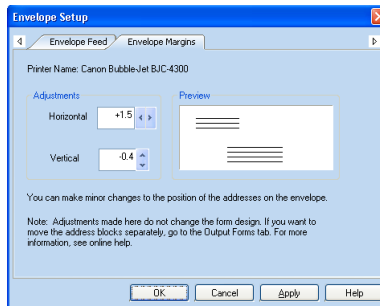 Envelope Setup
Envelope Feed
Envelope Margins
Printer Name: Canon Bubble-Jet BJC-4300
Adjustments
Horizontal
+1.5
Vertical
-0.4
Preview
You can make minor changes to the position of the addresses on the envelope.
Note: Adjustments made here do not change the form design. If you want to
move the address blocks separately, go to the Output Forms tab. For more
information, see online help.
OK
Cancel
Apply
Help